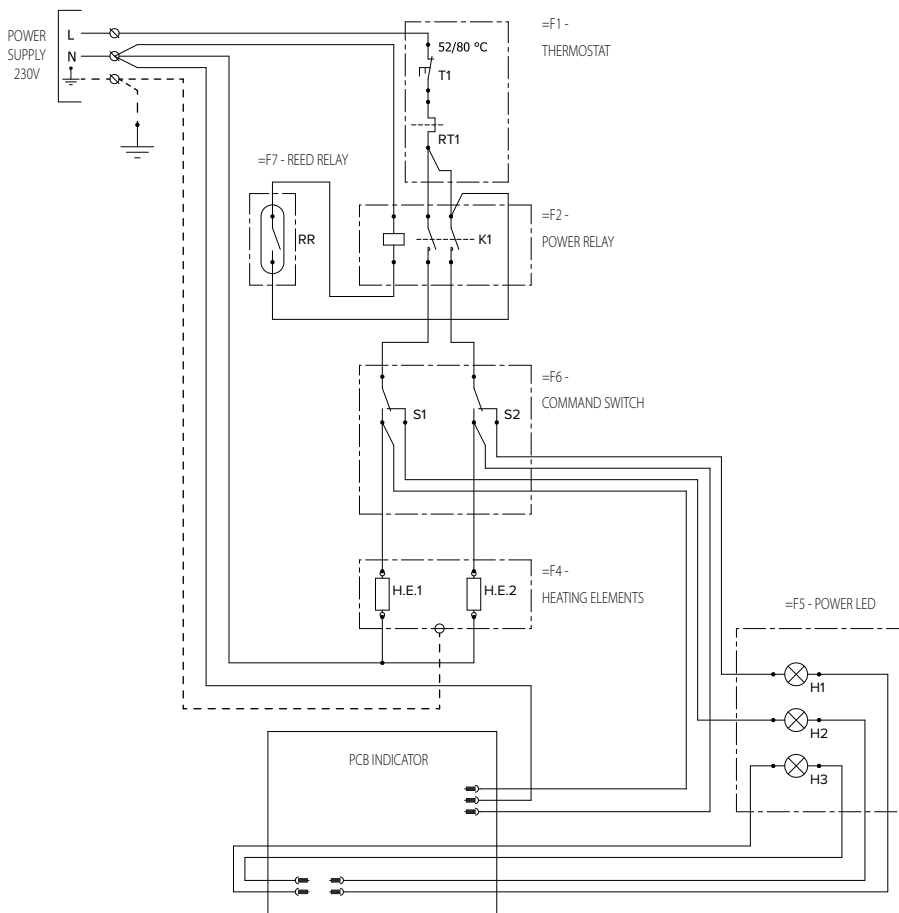 POWER
SUPPLY
230V
L
N
=F1 -
THERMOSTAT
52/80 °C
T1
RT1
=F7 - REED RELAY
RR
=F2 -
POWER RELAY
K1
=F6 -
COMMAND SWITCH
S1
S2
=F4 -
HEATING ELEMENTS
H.E.1
H.E.2
=F5 - POWER LED
H1
H2
H3
PCB INDICATOR